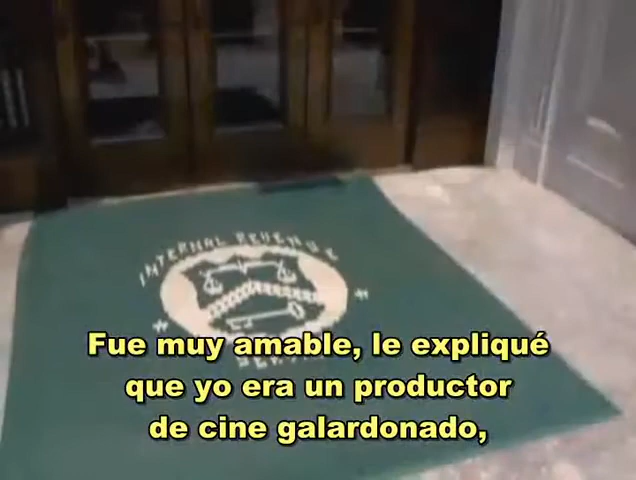 INTERNAL REVENUE
Fue muy amable, le expliqué
que yo era un productor
de cine galardonado,